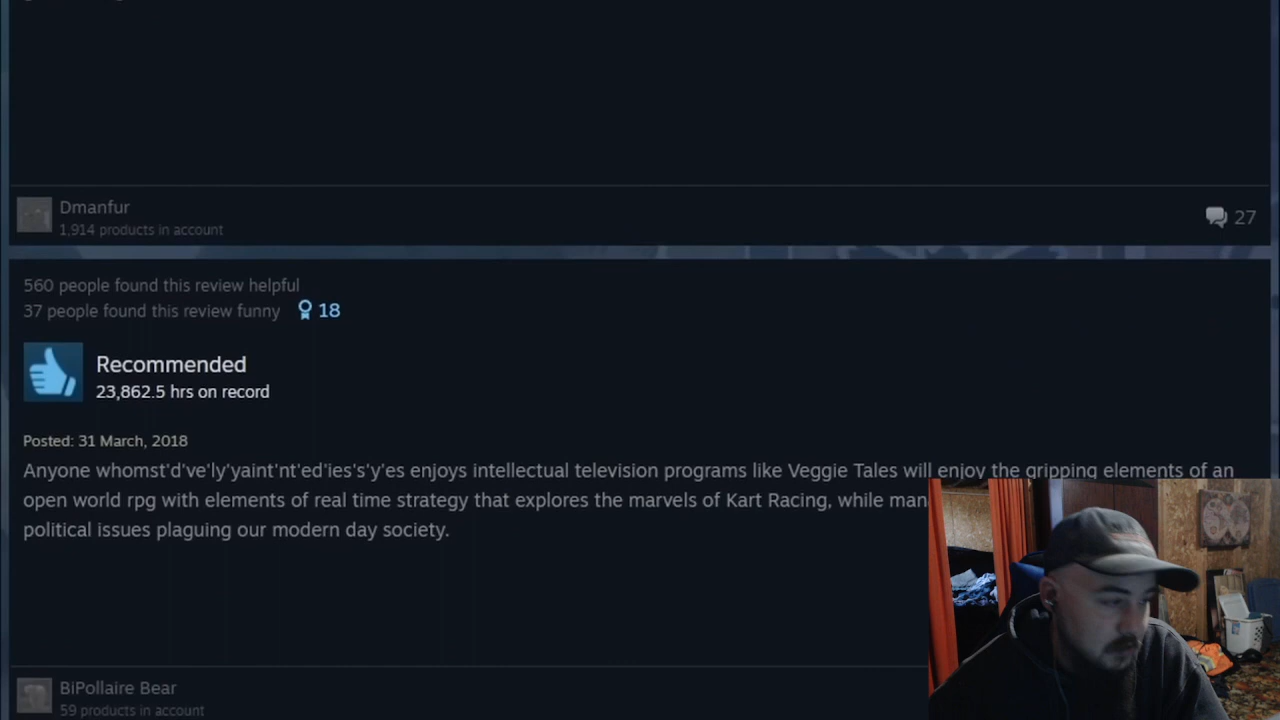 Dmanfur
1,914 products in account
27
560 people found this review helpful
37 people found this review funny 18
Recommended
23,862.5 hrs on record
Posted: 31 March, 2018
Anyone whomst'd've'ly'yaint'nt'ed'ies's'y'es enjoys intellectual television programs like Veggie Tales will enjoy the gripping elements of an
open world rpg with elements of real time strategy that explores the marvels of Kart Racing, while
political issues plaguing our modern day society.
BiPollaire Bear
59 products in account